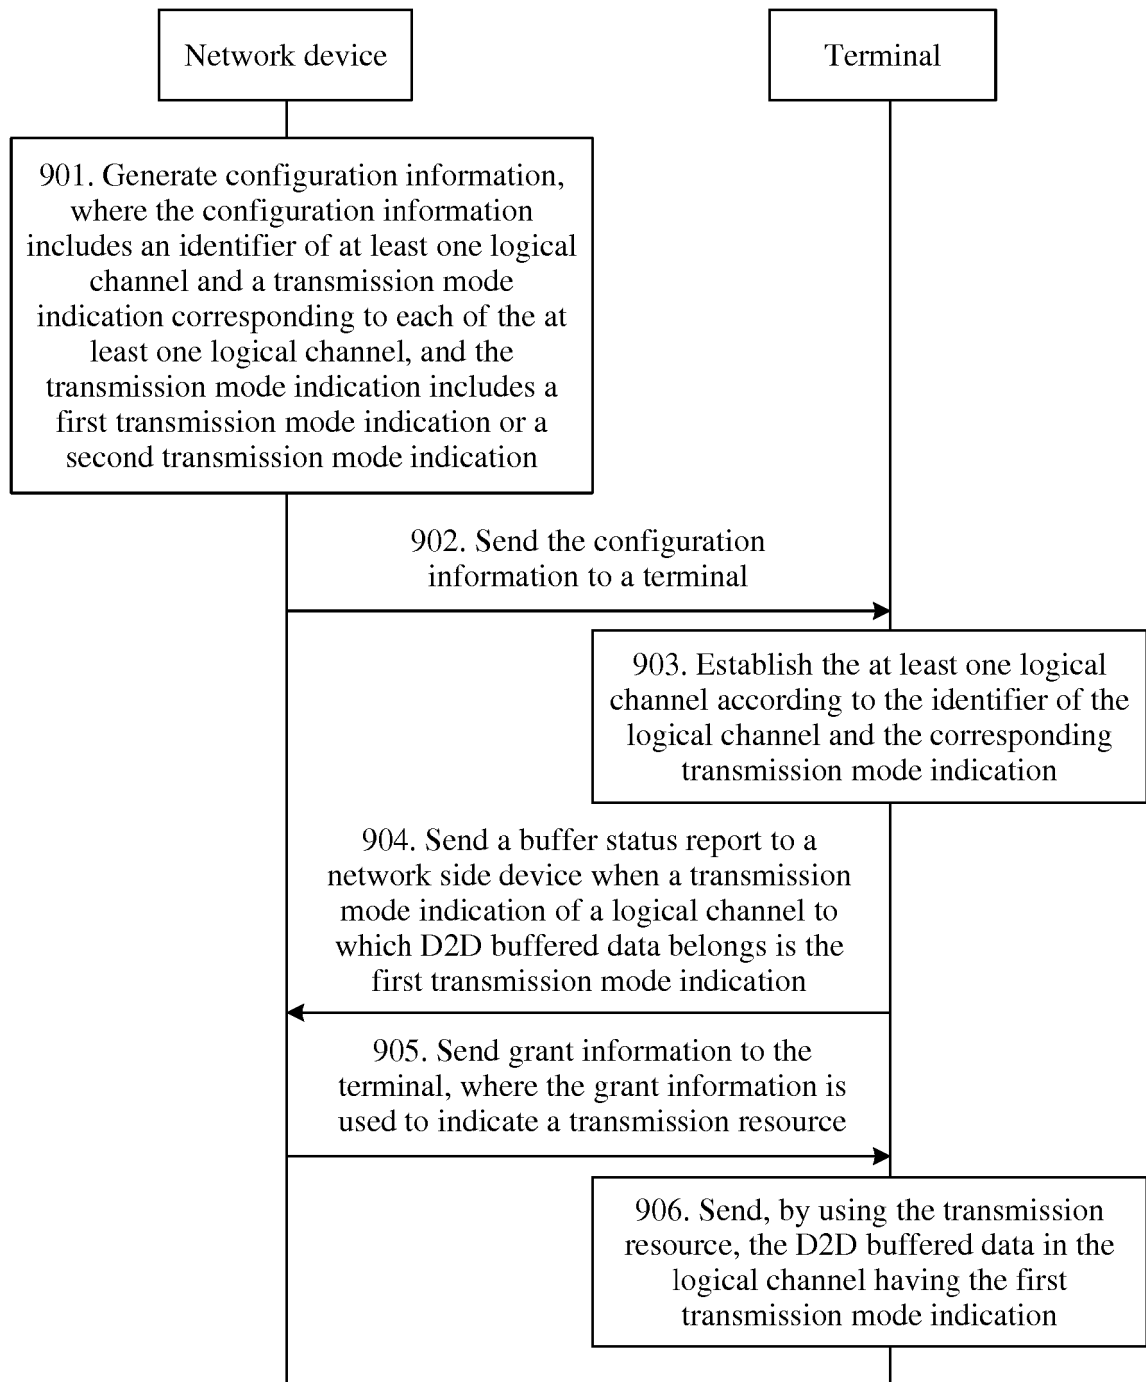 Network device
Terminal
901. Generate configuration information,
where the configuration information
includes an identifier of at least one logical
channel and a transmission mode
indication corresponding to each of the at
least one logical channel, and the
transmission mode indication includes a
first transmission mode indication or a
second transmission mode indication
902. Send the configuration
information to a terminal
903. Establish the at least one logical
channel according to the identifier of the
logical channel and the corresponding
transmission mode indication
904. Send a buffer status report to a
network side device when a transmission
mode indication of a logical channel to
which D2D buffered data belongs is the
first transmission mode indication
905. Send grant information to the
terminal, where the grant information is
used to indicate a transmission resource
906. Send, by using the transmission
resource, the D2D buffered data in the
logical channel having the first
transmission mode indication